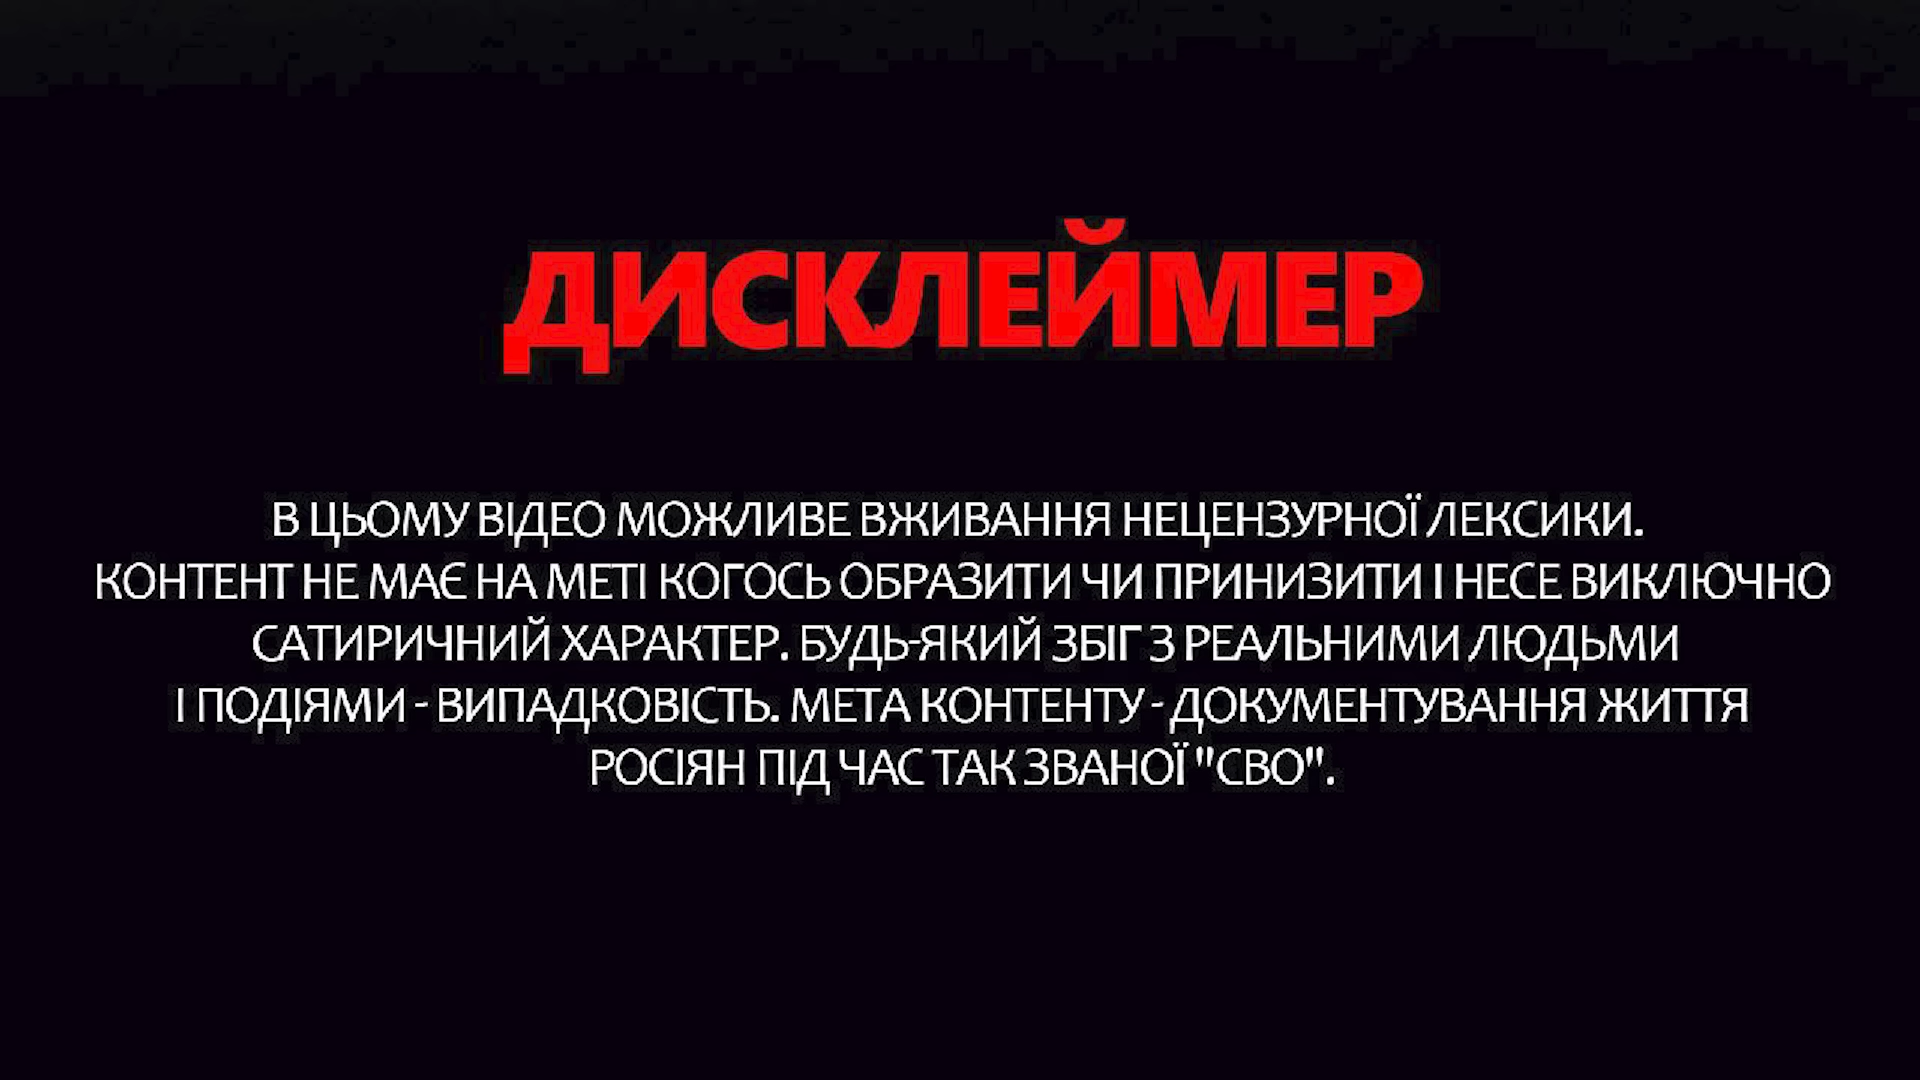 ДИСКЛЕЙМЕР
В ЦЬОМУ ВІДЕО МОЖЛИВЕ ВЖИВАННЯ НЕЦЕНЗУРНОЇ ЛЕКСИКИ.
КОНТЕНТ НЕ МАЄ НА МЕТІ КОГОСЬ ОБРАЗИТИ ЧИ ПРИНИЗИТИ І НЕСЕ ВИКЛЮЧНО
САТИРИЧНИЙ ХАРАКТЕР. БУДЬ-ЯКИЙ ЗБІГ З РЕАЛЬНИМИ ЛЮДЬМИ
І ПОДІЯМИ - ВИПАДКОВІСТЬ. МЕТА КОНТЕНТУ - ДОКУМЕНТУВАННЯ ЖИТТЯ
РОСІЯН ПІД ЧАС ТАК ЗВАНОЇ "СВО".